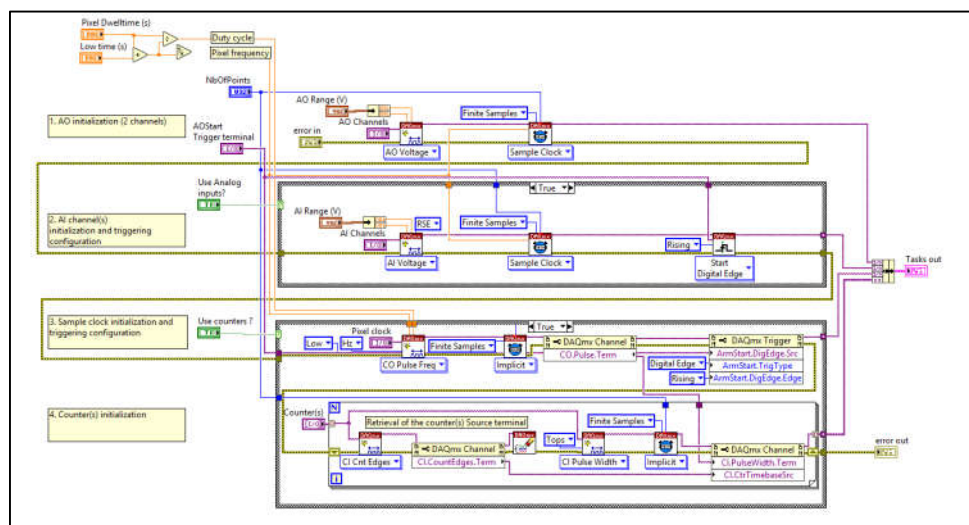 Pixel Dwelltime (s)
Low time (s)
Duty cycle
Pixel frequency
NbOfPoints
AO Range (V)
AO Channels
Finite Samples
1. AO initialization (2 channels)
AOStart
Trigger terminal
error in
AO Voltage
Sample Clock
True
Use Analog
inputs?
AI Range (V)
RSE
Finite Samples
AI Channels
2. AI channel(s)
initialization and triggering
configuration
Rising
AI Voltage
Sample Clock
Start
Digital Edge
Tasks out
3. Sample clock initialization and
triggering configuration
Use counters ?
True
Pixel clock
Low
Hz
Finite Samples
CO Pulse Freq
Implicit
DAQmx Channel
CO.Pulse.Term
DAQmx Trigger
ArmStart.DigEdge.Src
Digital Edge
ArmStart.TrigType
Rising
ArmStart.DigEdge.Edge
4. Counter(s) initialization
N
Counter(s)
Retrieval of the counter(s) Source terminal
Finite Samples
Tops
CI Cnt Edges
DAQmx Channel
CI.CountEdges.Term
CI Pulse Width
Implicit
DAQmx Channel
CI.PulseWidth.Term
CI.CtrTimebaseSrc
i
error out